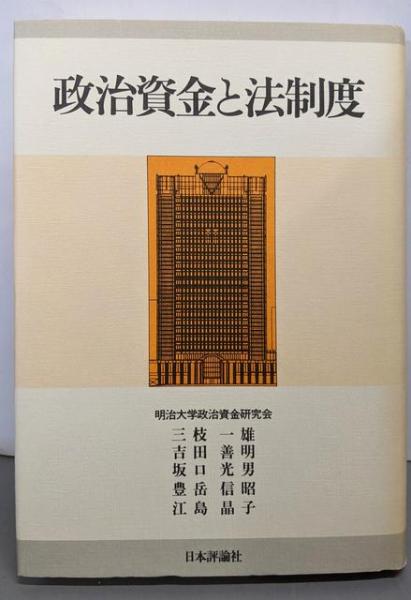 政治資金と法制度
明治大学政治資金研究会
三枝一雄
吉田善明
坂口光男
豊岳信昭
江島晶子
日本評論社